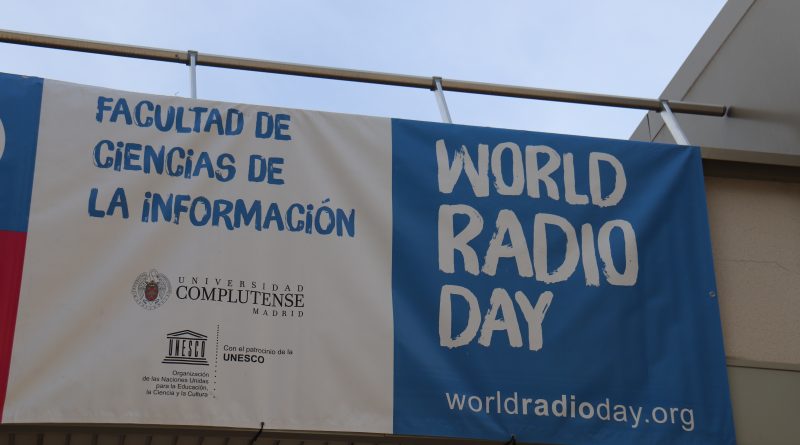 FACULTAD DE
CIENCIAS DE
LA INFORMACIÓN
UNIVERSIDAD
COMPLUTENSE
MADRID
UNESCO
Organización
de las Naciones Unidas
para la Educación,
la Ciencia y la Cultura
Con el patrocinio de la
UNESCO
WORLD
RADIO
DAY
worldradioday.org